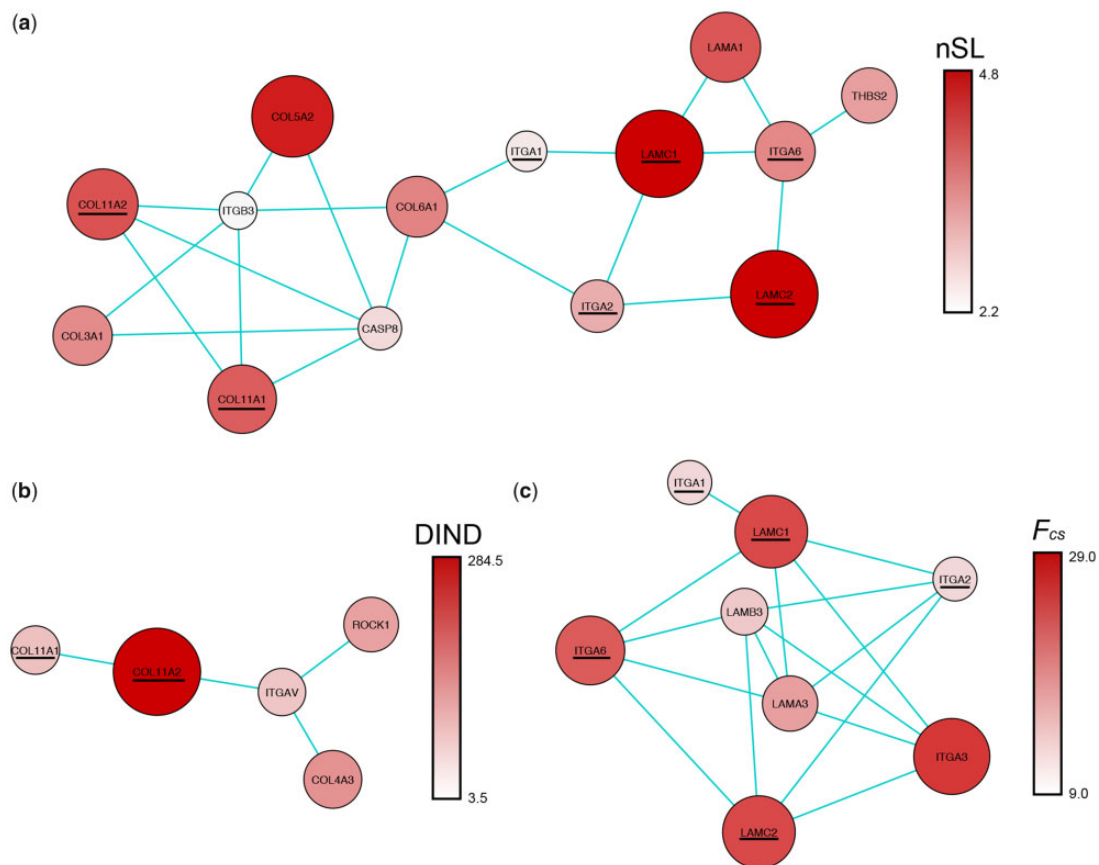 (a)
LAMA1
nSL
4.8
THBS2
COL5A2
ITGA1
LAMC1
ITGA6
COL11A2
ITGB3
COL6A1
LAMC2
ITGA2
2.2
COL3A1
CASP8
COL11A1
(b)
(c)
ITGA1
DIND
284.5
LAMC1
Fcs
29.0
ITGA2
ROCK1
LAMB3
COL11A1
COL11A2
ITGA6
ITGAV
LAMA3
ITGA3
COL4A3
3.5
9.0
LAMC2